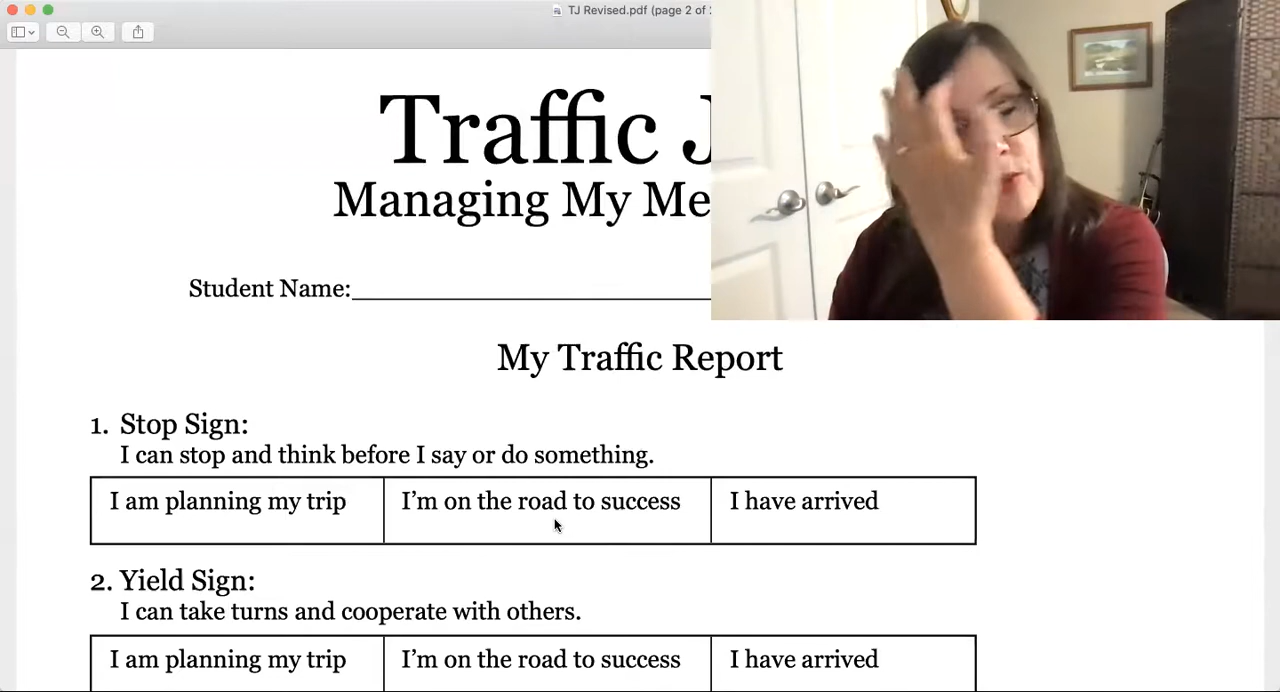 TJ Revised.pdf (page 2 of
Traffic J
Managing My Me
Student Name:
My Traffic Report
1. Stop Sign:
I can stop and think before I say or do something.
I am planning my trip I'm on the road to success I have arrived
2. Yield Sign:
I can take turns and cooperate with others.
I am planning my trip I'm on the road to success I have arrived